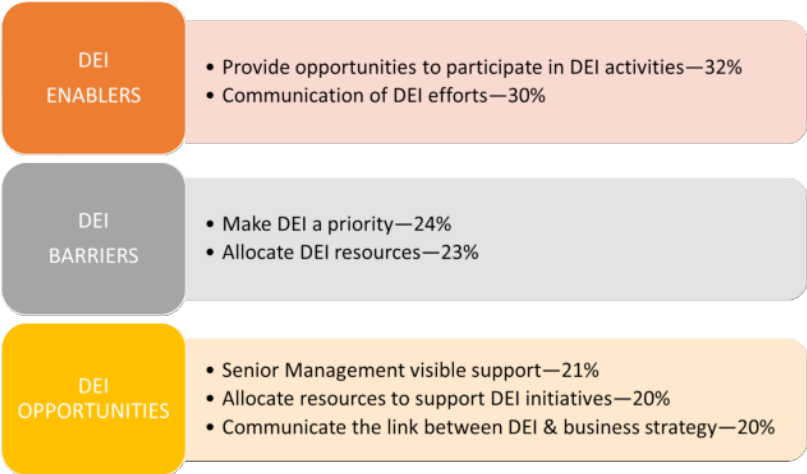 DEI
ENABLERS
• Provide opportunities to participate in DEI activities—32%
• Communication of DEI efforts—30%
DEI
BARRIERS
• Make DEI a priority—24%
• Allocate DEI resources—23%
DEI
OPPORTUNITIES
• Senior Management visible support—21%
• Allocate resources to support DEI initiatives—20%
• Communicate the link between DEI & business strategy—20%